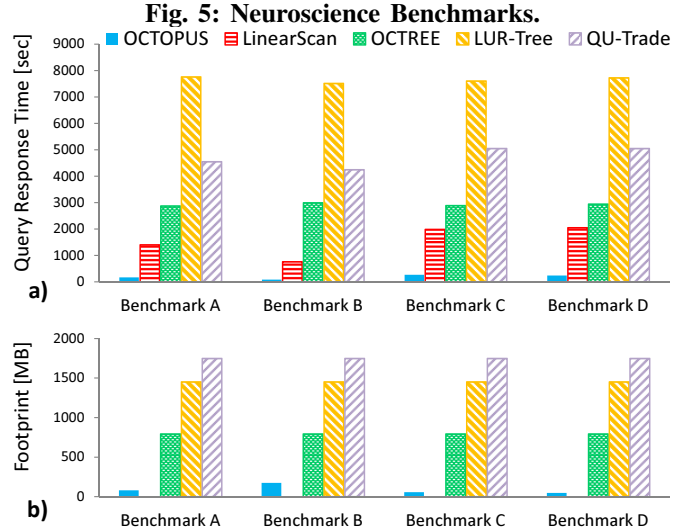 Fig. 5: Neuroscience Benchmarks.
OCTOPUS LinearScan OCTREE LUR-Tree QU-Trade
Query Response Time [sec]
9000
8000
7000
6000
5000
4000
3000
2000
1000
0
a)
Benchmark A Benchmark B Benchmark C Benchmark D
Footprint [MB]
2000
1500
1000
500
0
b)
Benchmark A Benchmark B Benchmark C Benchmark D